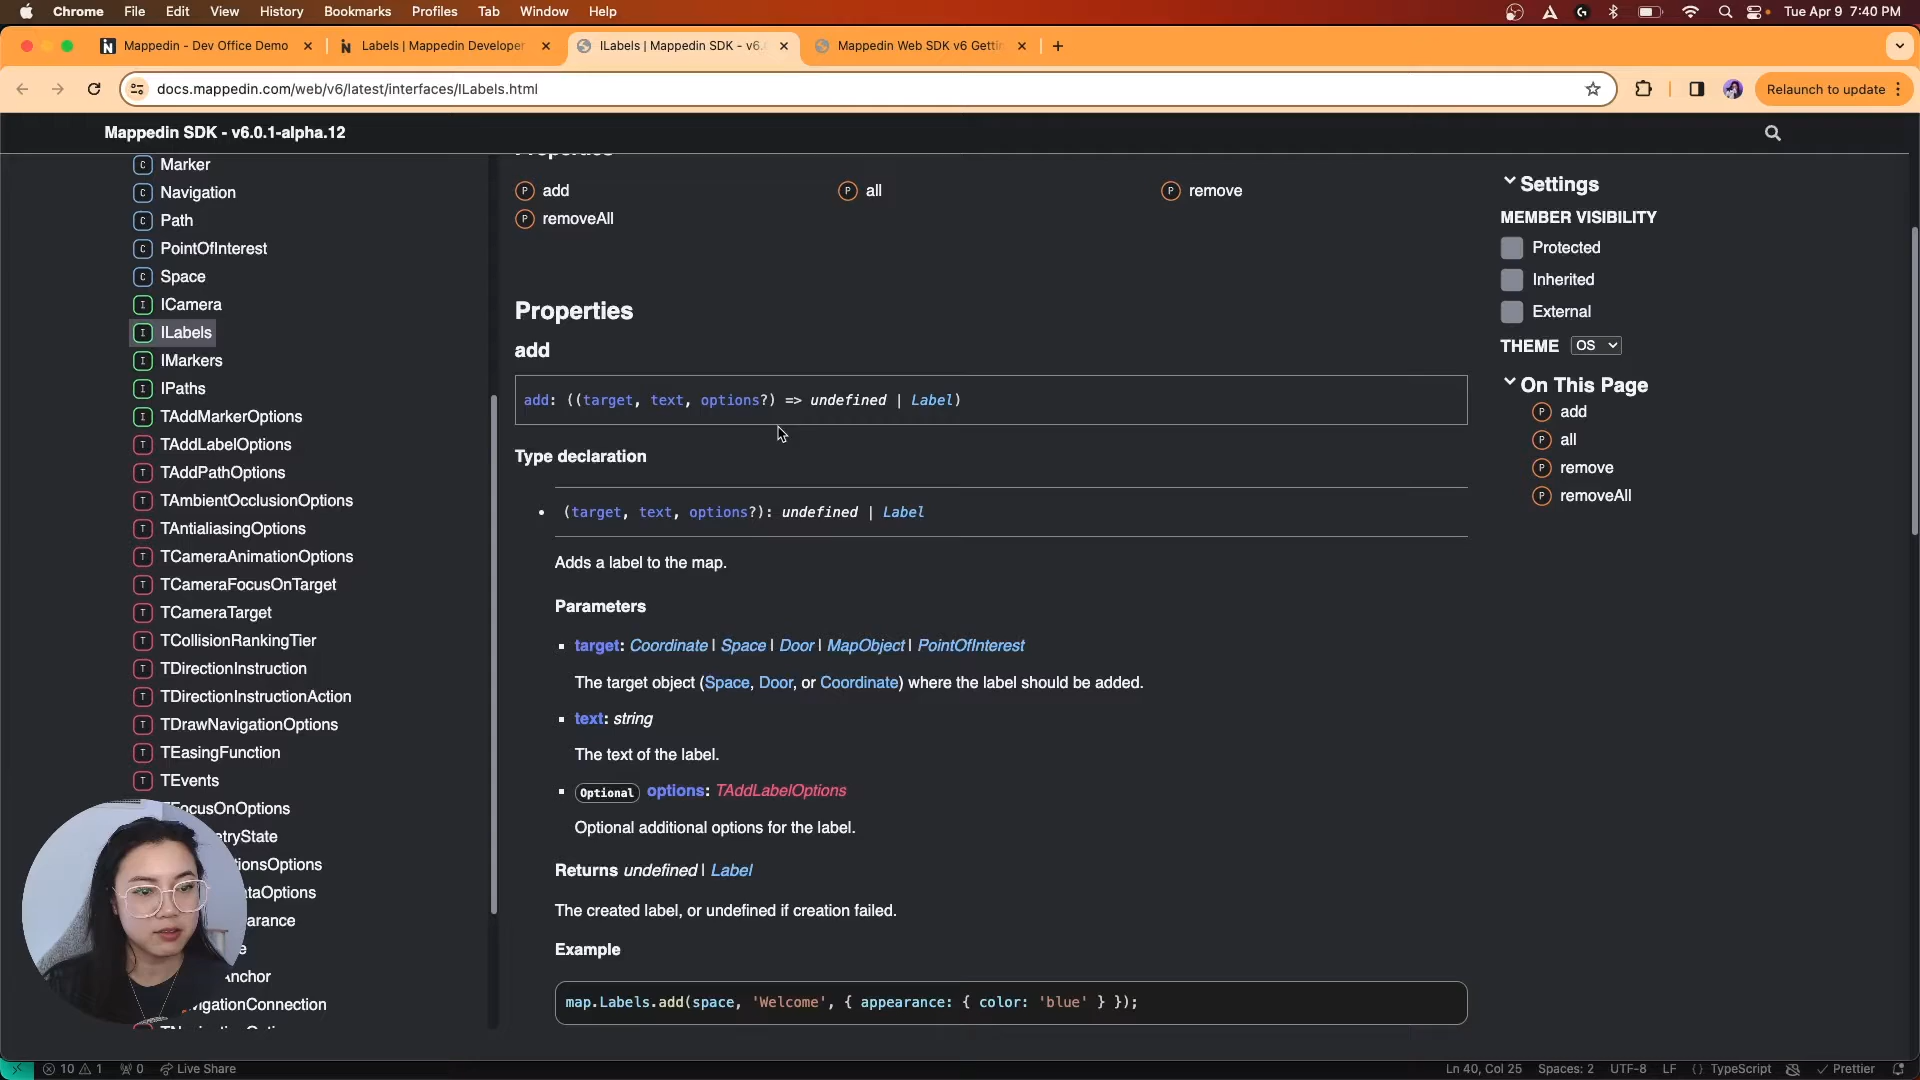 Chrome File Edit View History Bookmarks Profiles Tab Window Help Tue Apr 9 7:40 PM
Mappedin - Dev Office Demo
Labels | Mappedin Developer
ILabels | Mappedin SDK - v6.
Mappedin Web SDK v6 Getti
docs.mappedin.com/web/v6/latest/interfaces/ILabels.html
Relaunch to update
Mappedin SDK - v6.0.1-alpha.12
C Marker
C Navigation
C Path
C PointOfInterest
C Space
I ICamera
I ILabels
I IMarkers
I IPaths
I TAddMarkerOptions
T TAddLabelOptions
T TAddPathOptions
T TAmbientOcclusionOptions
T TAntialiasingOptions
T TCameraAnimationOptions
T TCameraFocusOnTarget
T TCameraTarget
T TCollisionRankingTier
T TDirectionInstruction
T TDirectionInstructionAction
T TDrawNavigationOptions
T TEasingFunction
T TEvents
FocusOnOptions
etryState
ionsOptions
ataOptions
arance
e
Anchor
vigationConnection
P add P all P remove
P removeAll
Properties
add
add: ((target, text, options?) => undefined | Label)
Type declaration
• (target, text, options?): undefined | Label
Adds a label to the map.
Parameters
▪ target: Coordinate | Space | Door | MapObject | PointOfInterest
The target object (Space, Door, or Coordinate) where the label should be added.
▪ text: string
The text of the label.
▪ Optional options: TAddLabelOptions
Optional additional options for the label.
Returns undefined | Label
The created label, or undefined if creation failed.
Example
map.Labels.add(space, 'Welcome', { appearance: { color: 'blue' } });
Settings
MEMBER VISIBILITY
Protected
Inherited
External
THEME OS
On This Page
P add
P all
P remove
P removeAll
10 1 0 Live Share Ln 40, Col 25 Spaces: 2 UTF-8 LF {} TypeScript Prettier